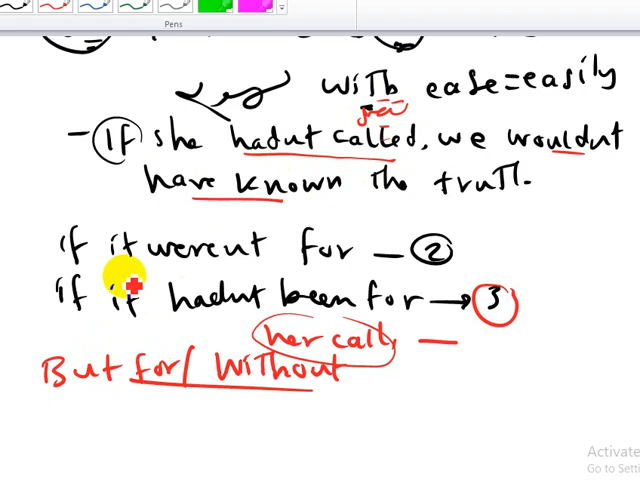 Pens
with ease = easily
- If she hadnt called, we wouldnt
have known the truth.
if it werent for - 2
if it hadnt been for → 3
her call -
But for / Without
Activate
Go to Setti